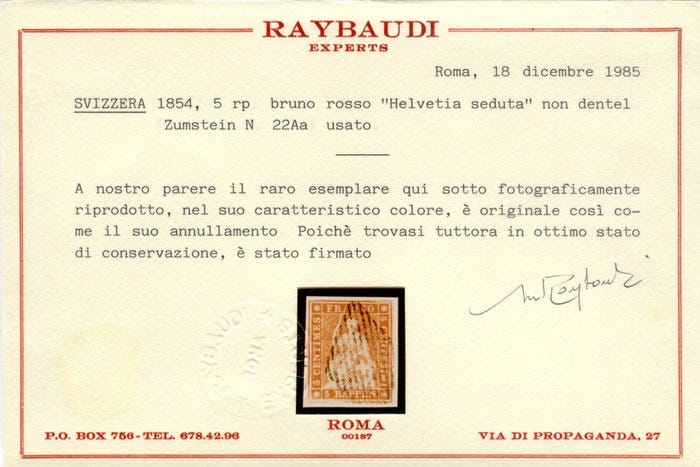 RAYBAUDI
EXPERTS
Roma, 18 dicembre 1985
SVIZZERA 1854, 5 rp bruno rosso "Helvetia seduta" non dentel
Zumstein N 22Aa usato
A nostro parere il raro esemplare qui sotto fotograficamente
riprodotto, nel suo caratteristico colore, è originale così co-
me il suo annullamento Poichè trovasi tuttora in ottimo stato
di conservazione, è stato firmato
RAYBAUDI
ROMA
FRANCO
5 CENTIMES
5 RAPPEN
ROMA
00187
P.O. BOX 756 - TEL. 678.42.96
VIA DI PROPAGANDA, 27